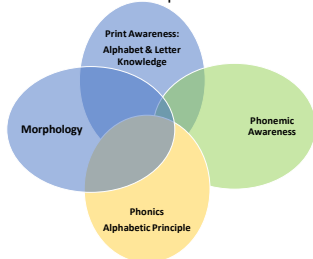 Print Awareness:
Alphabet & Letter
Knowledge
Morphology
Phonemic
Awareness
Phonics
Alphabetic Principle